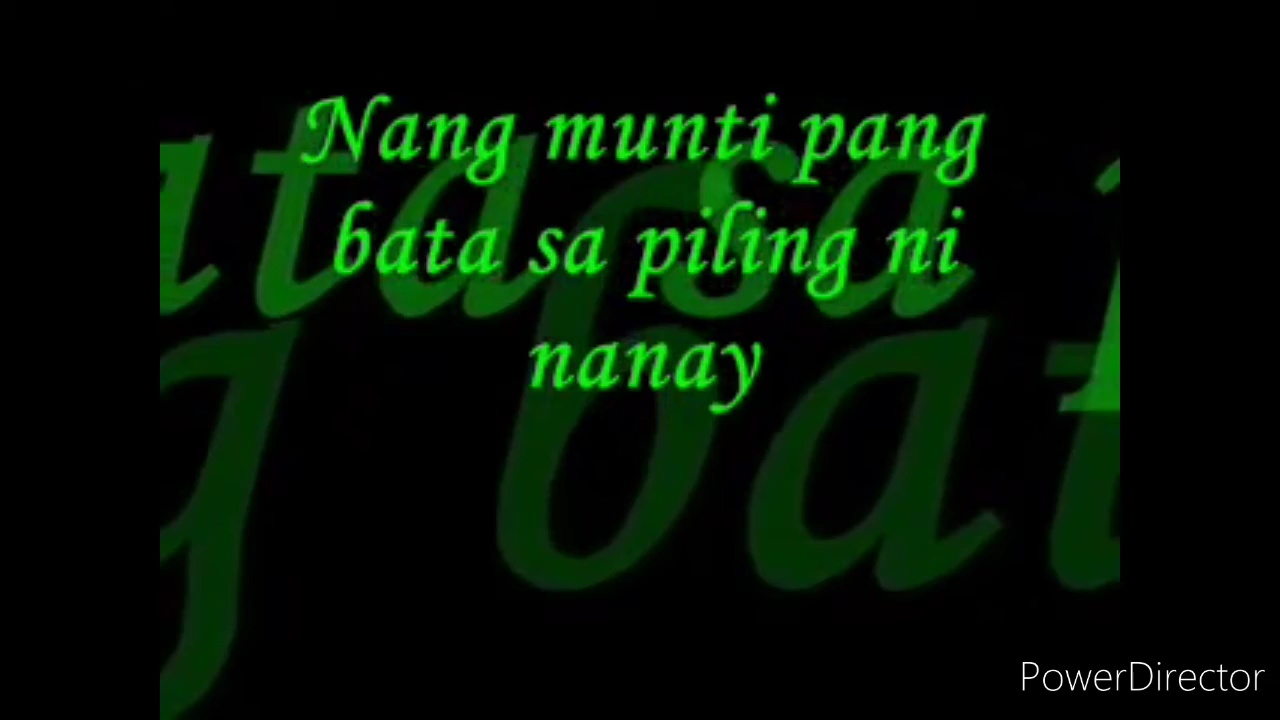 Nang munti pang
bata sa piling ni
nanay
PowerDirector